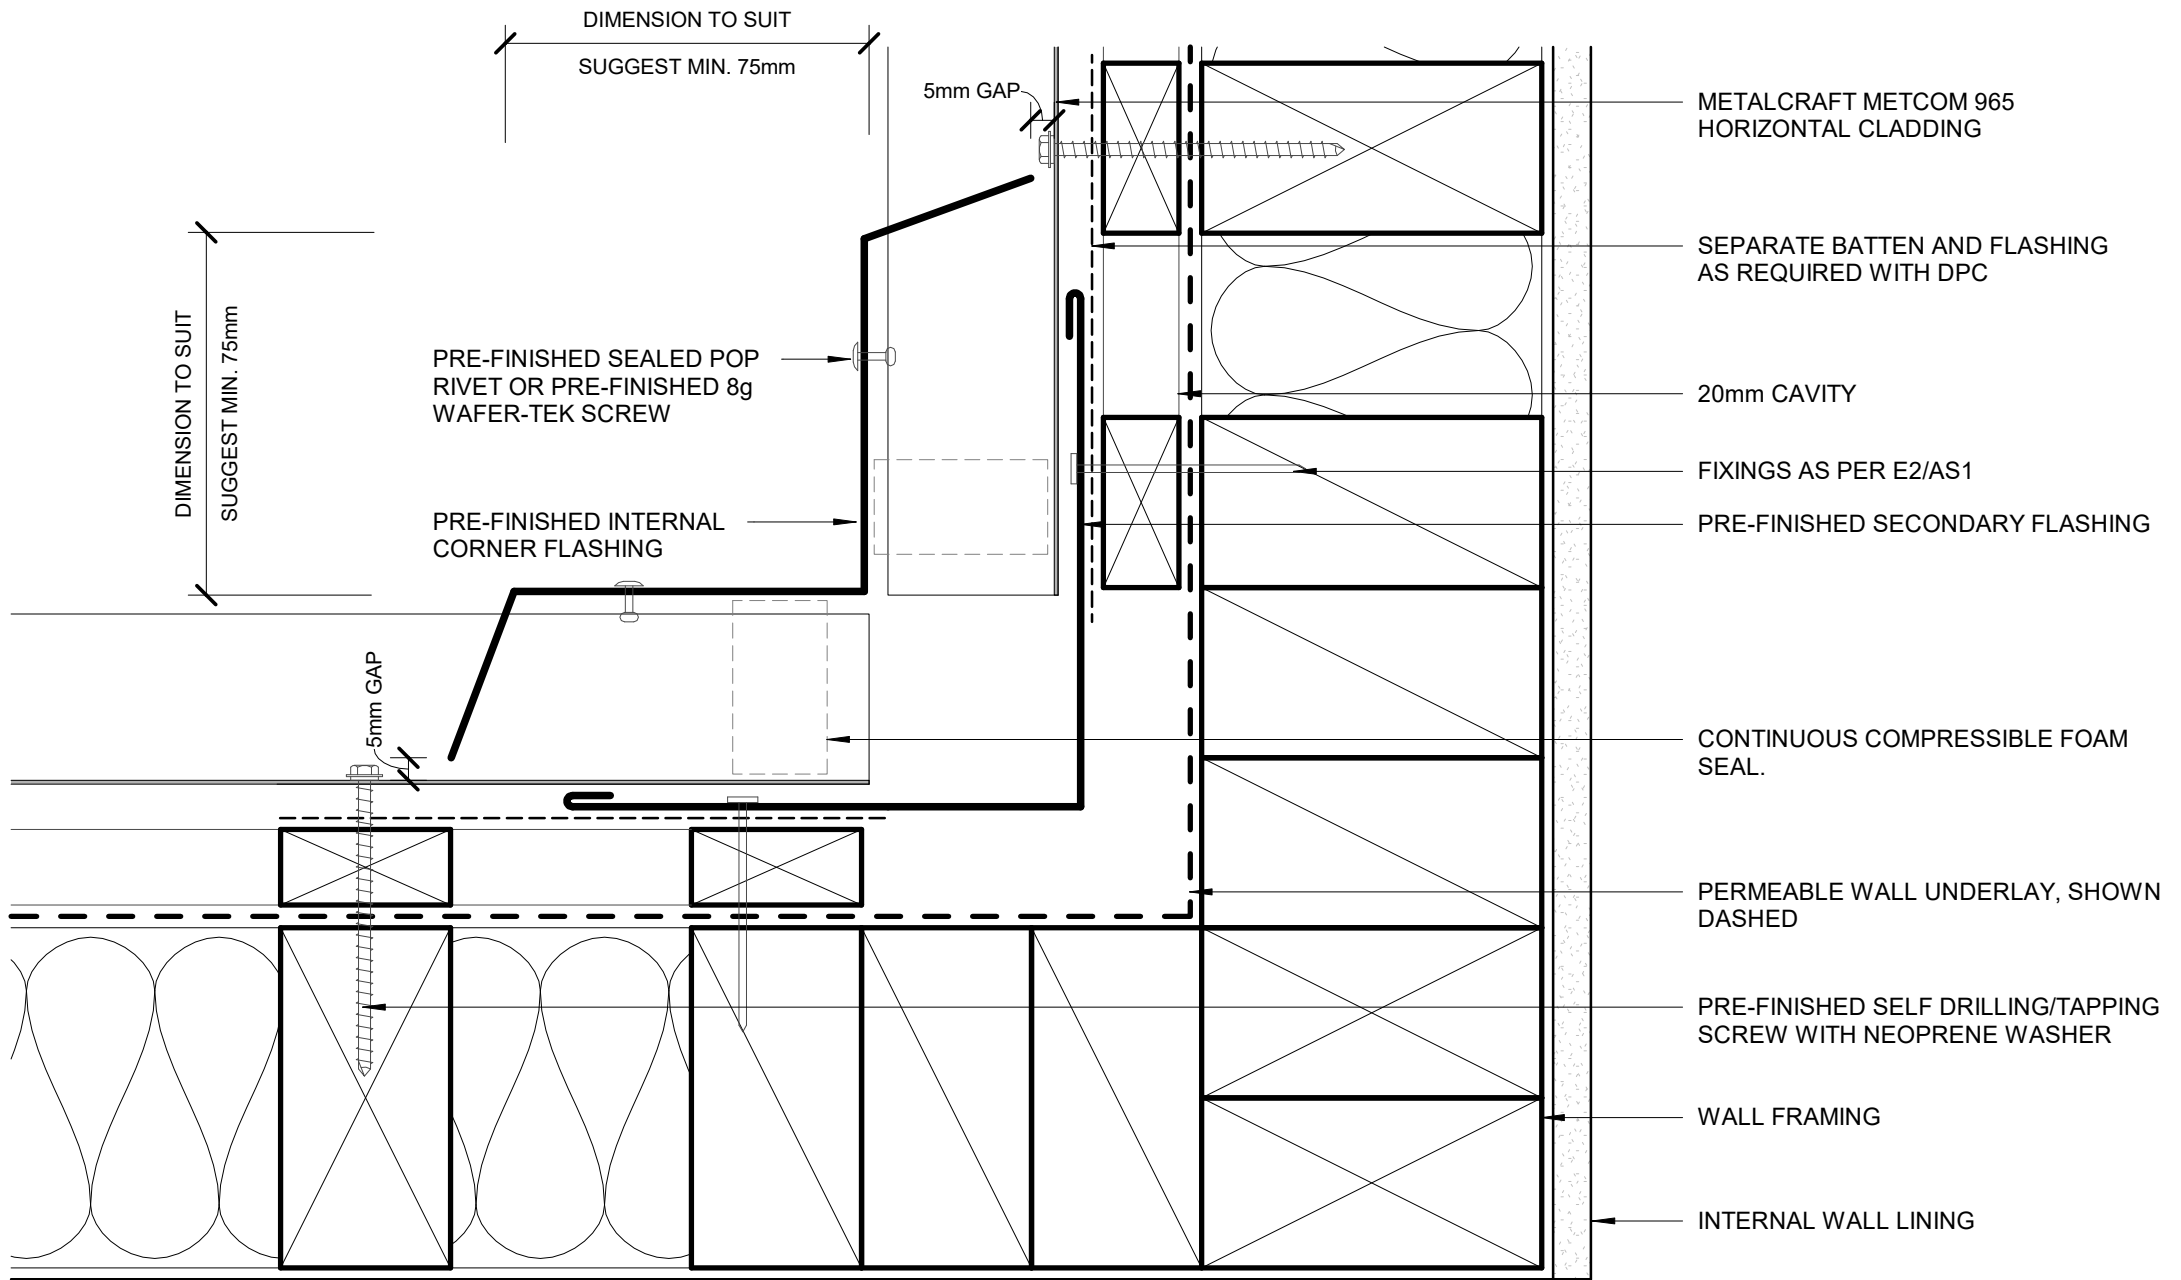 DIMENSION TO SUIT
SUGGEST MIN. 75mm
5mm GAP
METALCRAFT METCOM 965
HORIZONTAL CLADDING
SEPARATE BATTEN AND FLASHING
AS REQUIRED WITH DPC
DIMENSION TO SUIT
SUGGEST MIN. 75mm
PRE-FINISHED SEALED POP
RIVET OR PRE-FINISHED 8g
WAFER-TEK SCREW
20mm CAVITY
FIXINGS AS PER E2/AS1
PRE-FINISHED INTERNAL
CORNER FLASHING
PRE-FINISHED SECONDARY FLASHING
5mm GAP
CONTINUOUS COMPRESSIBLE FOAM
SEAL.
PERMEABLE WALL UNDERLAY, SHOWN
DASHED
PRE-FINISHED SELF DRILLING/TAPPING
SCREW WITH NEOPRENE WASHER
WALL FRAMING
INTERNAL WALL LINING